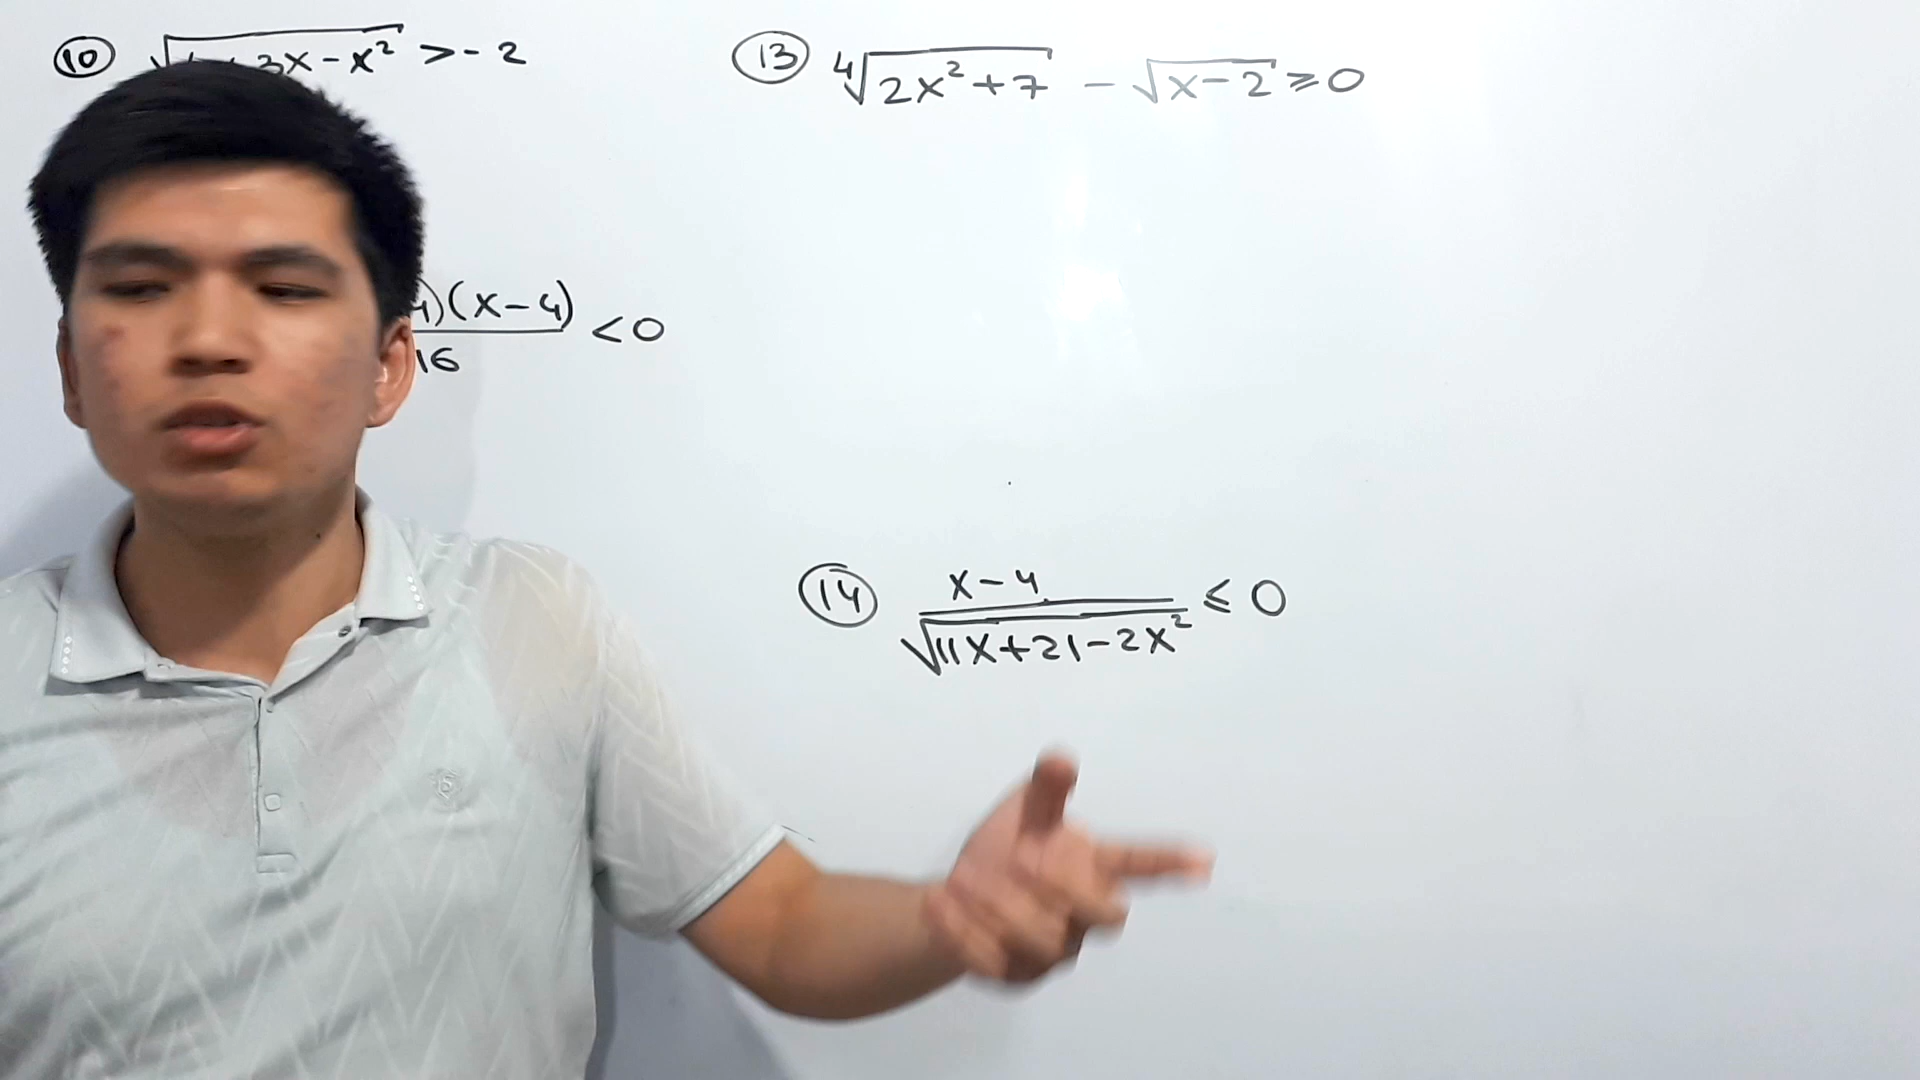 ⑩ 3x-x² >-2
)(x-4)
16 <0
⑬ ⁴√(2x²+7) - √(x-2) ⩾0
⑭ x-4
√(11x+21-2x²) ⩽ 0